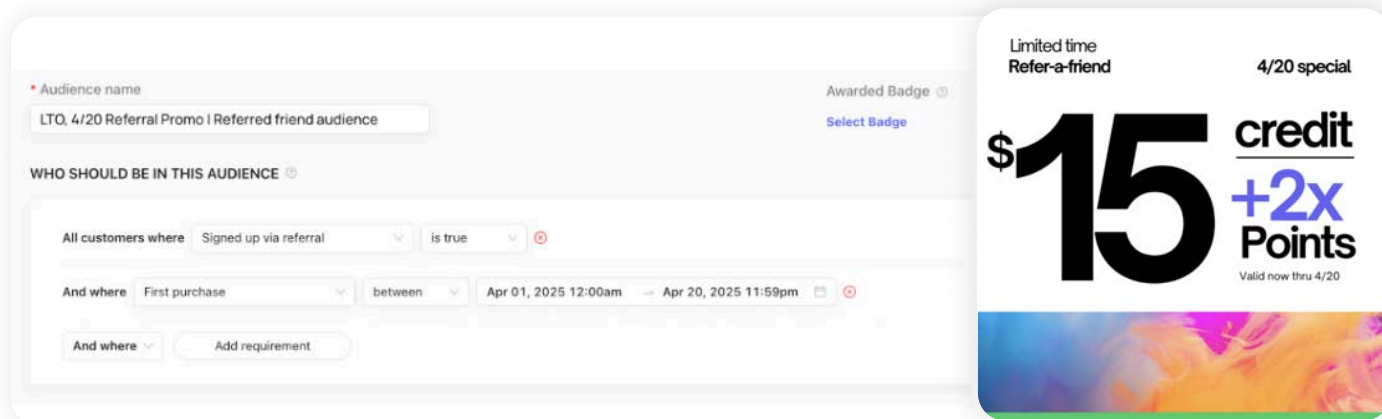 * Audience name
LTO, 4/20 Referral Promo | Referred friend audience
Awarded Badge
Select Badge
WHO SHOULD BE IN THIS AUDIENCE
All customers where Signed up via referral is true
And where First purchase between Apr 01, 2025 12:00am → Apr 20, 2025 11:59pm
And where Add requirement
Limited time
Refer-a-friend
4/20 special
$15
credit
+2x
Points
Valid now thru 4/20